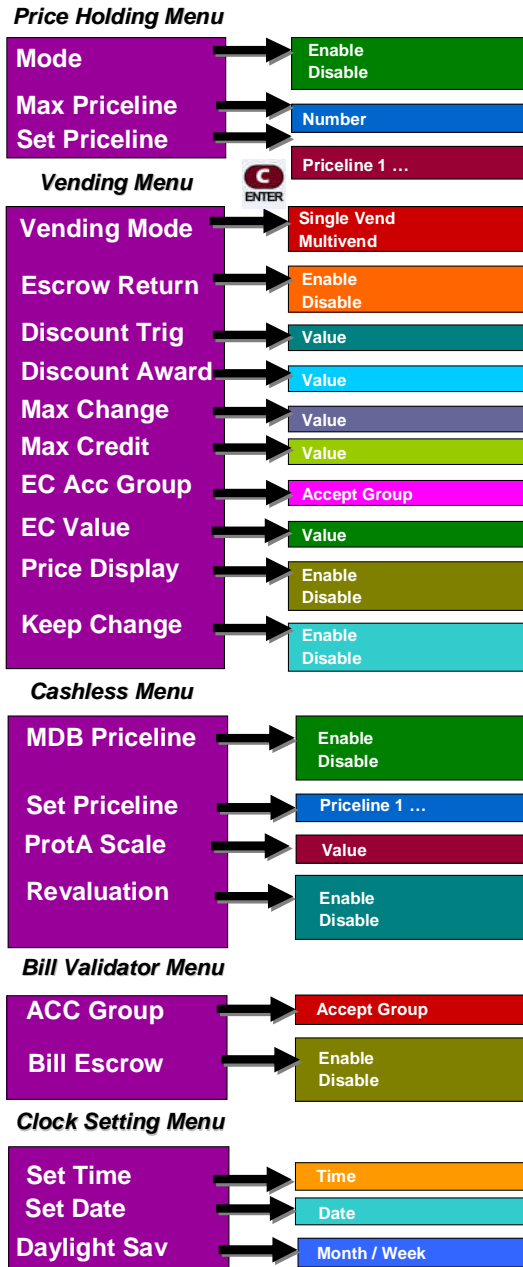 Price Holding Menu
Mode
Enable
Disable
Max Priceline
Number
Set Priceline
Priceline 1 …
Vending Menu
C
ENTER
Vending Mode
Single Vend
Multivend
Escrow Return
Enable
Disable
Discount Trig
Value
Discount Award
Value
Max Change
Value
Max Credit
Value
EC Acc Group
Accept Group
EC Value
Value
Price Display
Enable
Disable
Keep Change
Enable
Disable
Cashless Menu
MDB Priceline
Enable
Disable
Set Priceline
Priceline 1 …
ProtA Scale
Value
Revaluation
Enable
Disable
Bill Validator Menu
ACC Group
Accept Group
Bill Escrow
Enable
Disable
Clock Setting Menu
Set Time
Time
Set Date
Date
Daylight Sav
Month / Week